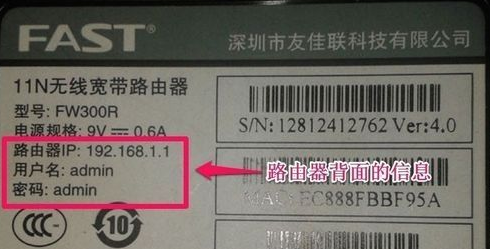 FAST®
深圳市友佳联科技有限公司
11N无线宽带路由器
型号: FW300R
电源规格: 9V⎓0.6A
路由器IP: 192.168.1.1
用户名: admin
密码: admin
S/N: 12812412762 Ver:4.0
路由器背面的信息
MAC: EC888FBBF95A
CCC
10